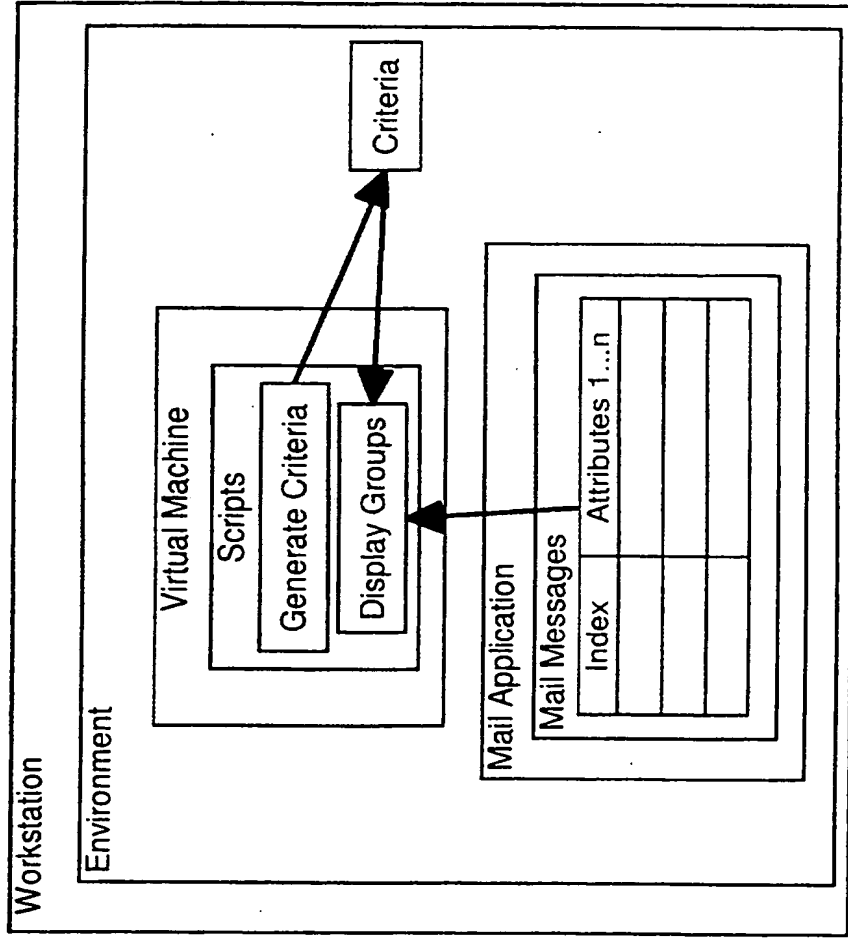 Workstation
Environment
Virtual Machine
Scripts
Generate Criteria
Display Groups
Criteria
Mail Application
Mail Messages
Index
Attributes 1...n